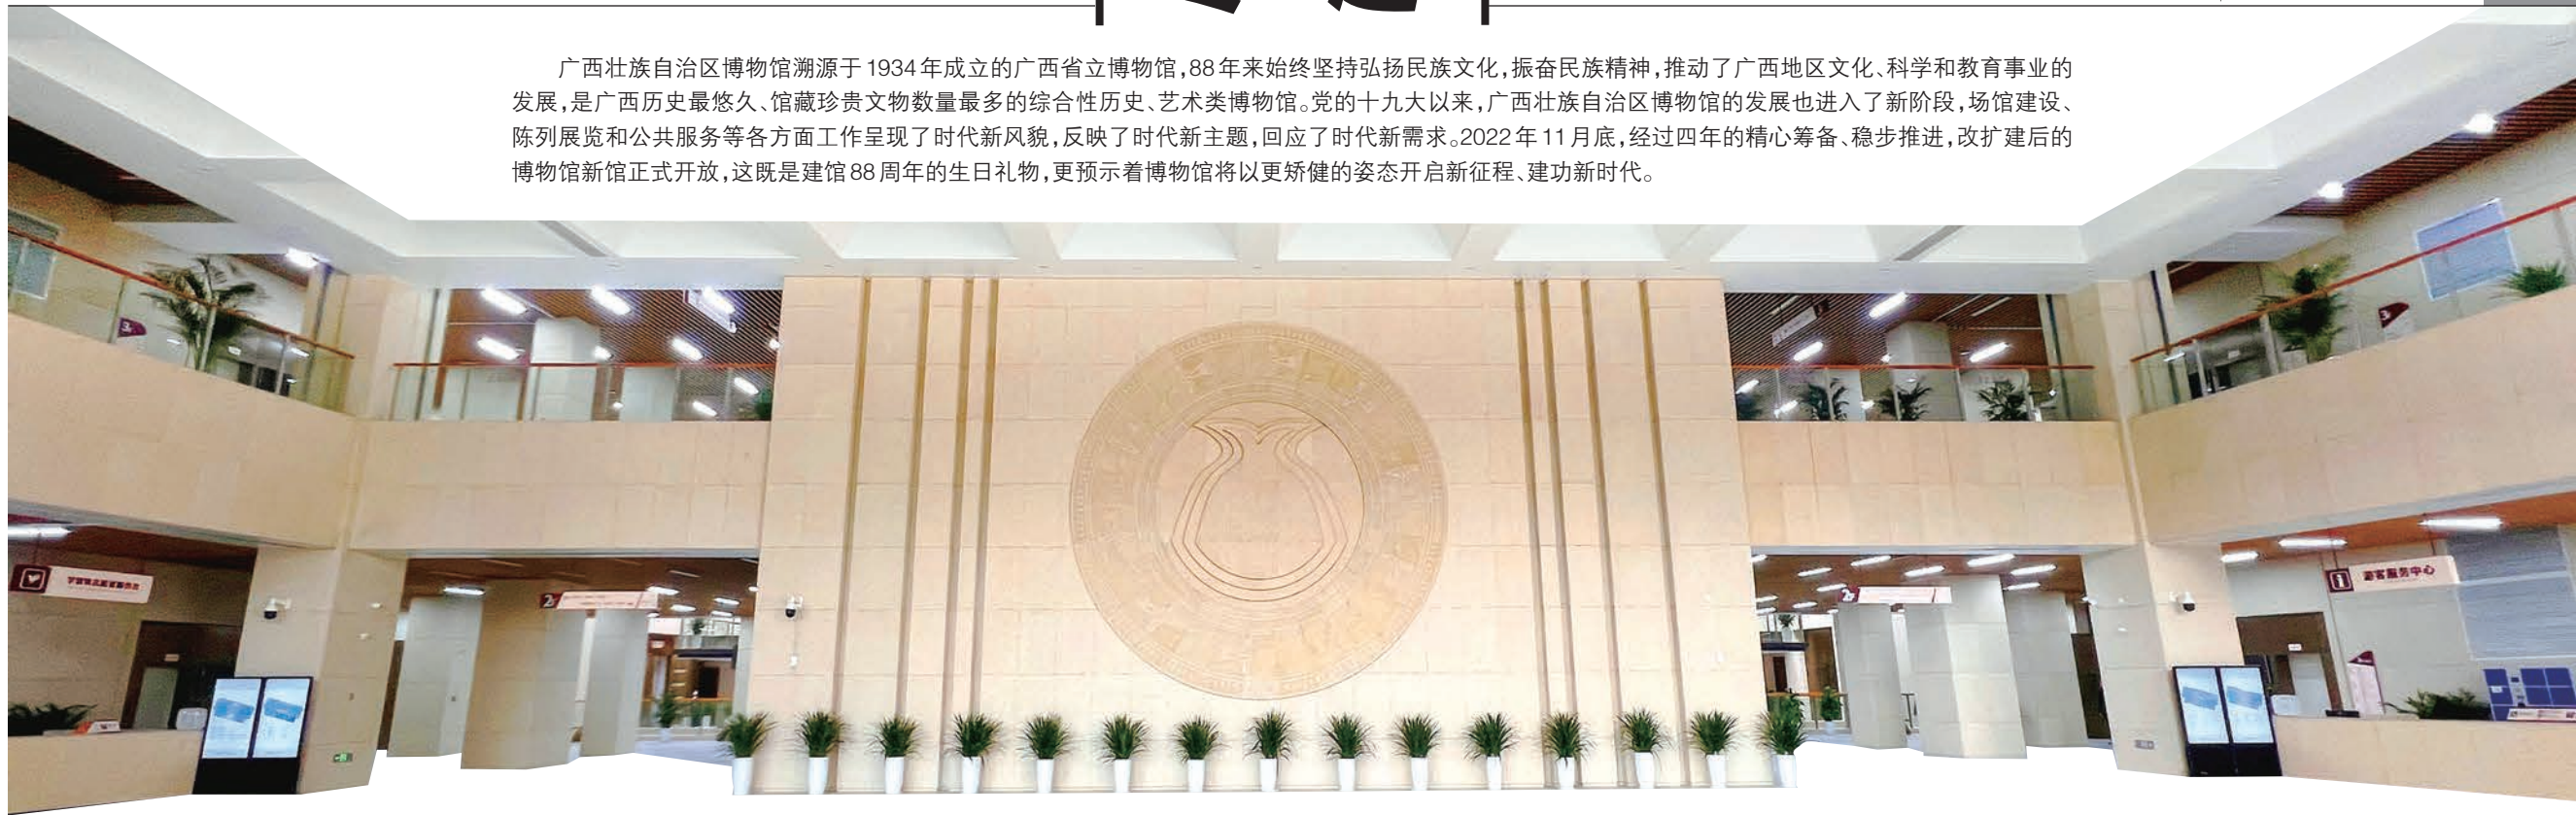 广西壮族自治区博物馆溯源于1934年成立的广西省立博物馆,88年来始终坚持弘扬民族文化,振奋民族精神,推动了广西地区文化、科学和教育事业的
发展,是广西历史最悠久、馆藏珍贵文物数量最多的综合性历史、艺术类博物馆。党的十九大以来,广西壮族自治区博物馆的发展也进入了新阶段,场馆建设、
陈列展览和公共服务等各方面工作呈现了时代新风貌,反映了时代新主题,回应了时代新需求。2022年11月底,经过四年的精心筹备、稳步推进,改扩建后的
博物馆新馆正式开放,这既是建馆88周年的生日礼物,更预示着博物馆将以更矫健的姿态开启新征程、建功新时代。
游客服务中心